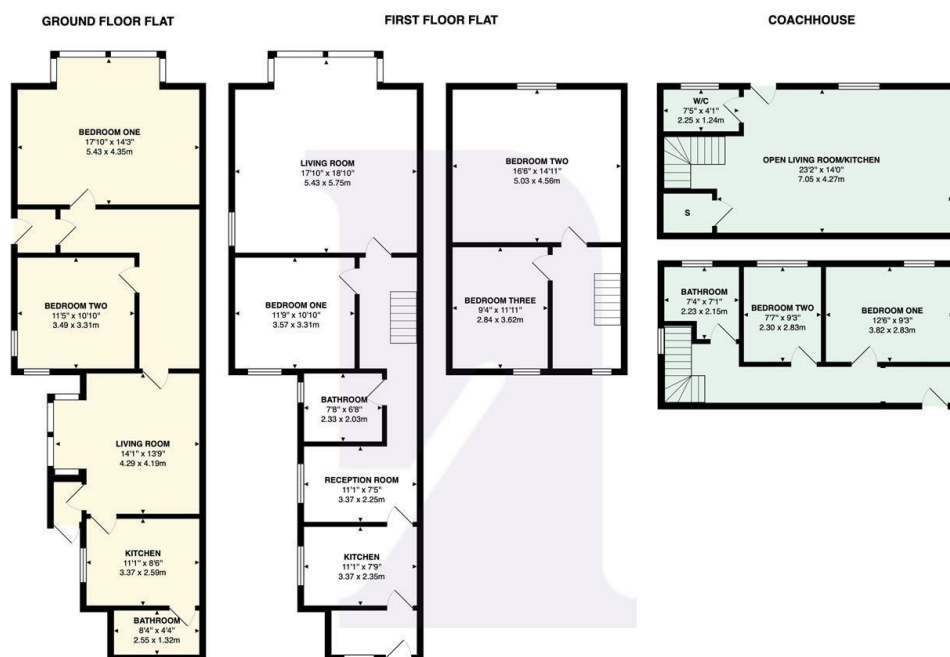 GROUND FLOOR FLAT
BEDROOM ONE
17'10" x 14'3"
5.43 x 4.35m
BEDROOM TWO
11'5" x 10'10"
3.49 x 3.31m
LIVING ROOM
14'1" x 13'9"
4.29 x 4.19m
KITCHEN
11'1" x 8'6"
3.37 x 2.59m
BATHROOM
8'4" x 4'4"
2.55 x 1.32m
FIRST FLOOR FLAT
LIVING ROOM
17'10" x 18'10"
5.43 x 5.75m
BEDROOM ONE
11'9" x 10'10"
3.57 x 3.31m
BATHROOM
7'8" x 6'8"
2.33 x 2.03m
RECEPTION ROOM
11'1" x 7'5"
3.37 x 2.25m
KITCHEN
11'1" x 7'9"
3.37 x 2.35m
BEDROOM TWO
16'6" x 14'11"
5.03 x 4.56m
BEDROOM THREE
9'4" x 11'11"
2.84 x 3.62m
COACHHOUSE
W/C
7'5" x 4'1"
2.25 x 1.24m
OPEN LIVING ROOM/KITCHEN
23'2" x 14'0"
7.05 x 4.27m
S
BATHROOM
7'4" x 7'1"
2.23 x 2.15m
BEDROOM TWO
7'7" x 9'3"
2.30 x 2.83m
BEDROOM ONE
12'6" x 9'3"
3.82 x 2.83m